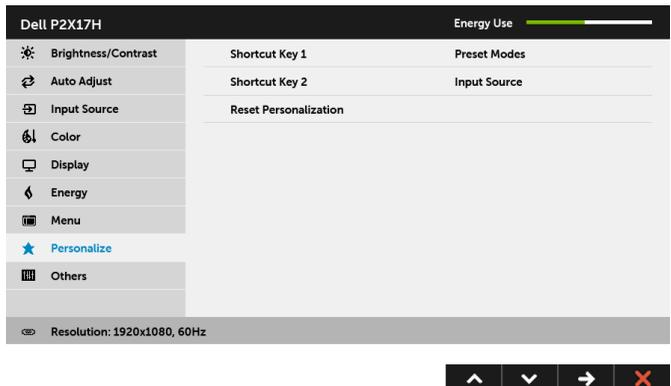 Dell P2X17H
Energy Use
Brightness/Contrast
Shortcut Key 1
Preset Modes
Auto Adjust
Shortcut Key 2
Input Source
Input Source
Reset Personalization
Color
Display
Energy
Menu
Personalize
Others
Resolution: 1920x1080, 60Hz